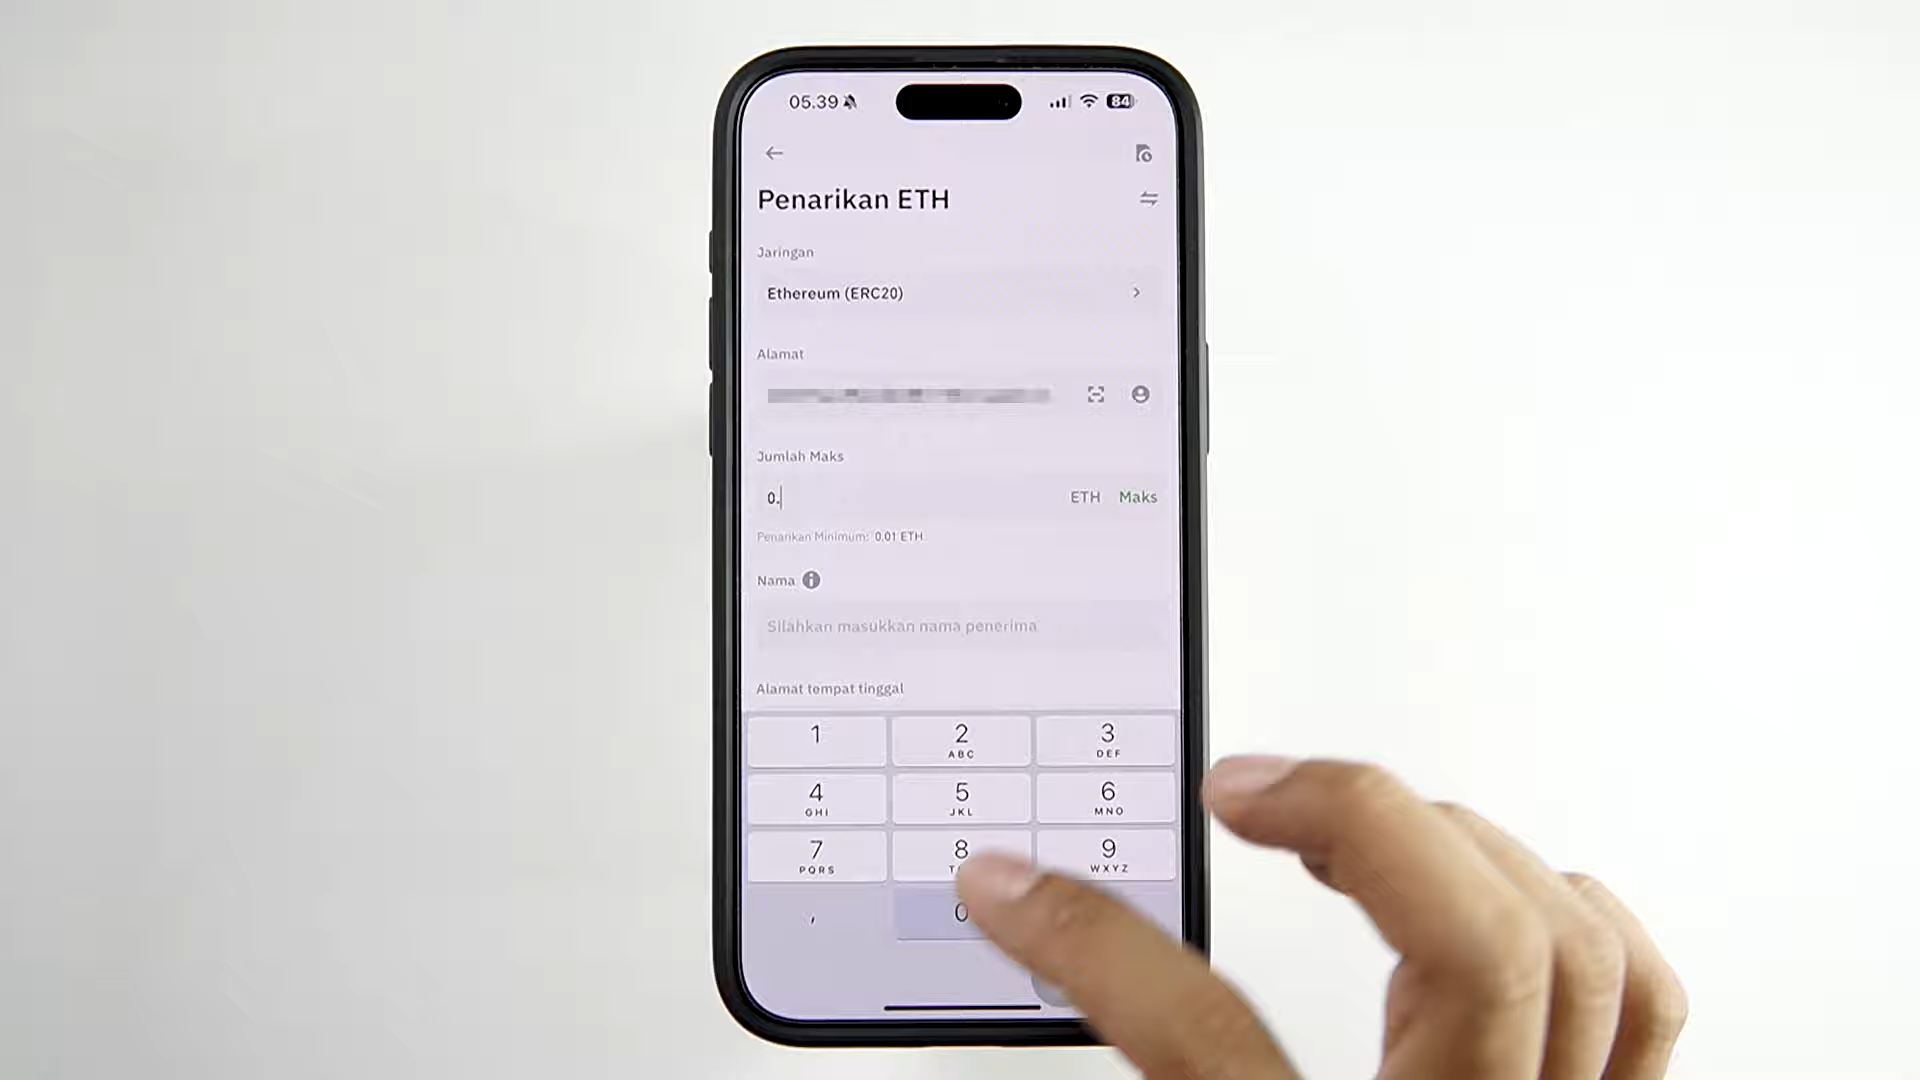 05.39
84
Penarikan ETH
Jaringan
Ethereum (ERC20)
Alamat
Jumlah Maks
0.
ETH Maks
Penarikan Minimum: 0.01 ETH
Nama
Silahkan masukkan nama penerima
Alamat tempat tinggal
1
2 ABC
3 DEF
4 GHI
5 JKL
6 MNO
7 PQRS
8
9 WXYZ
,
0